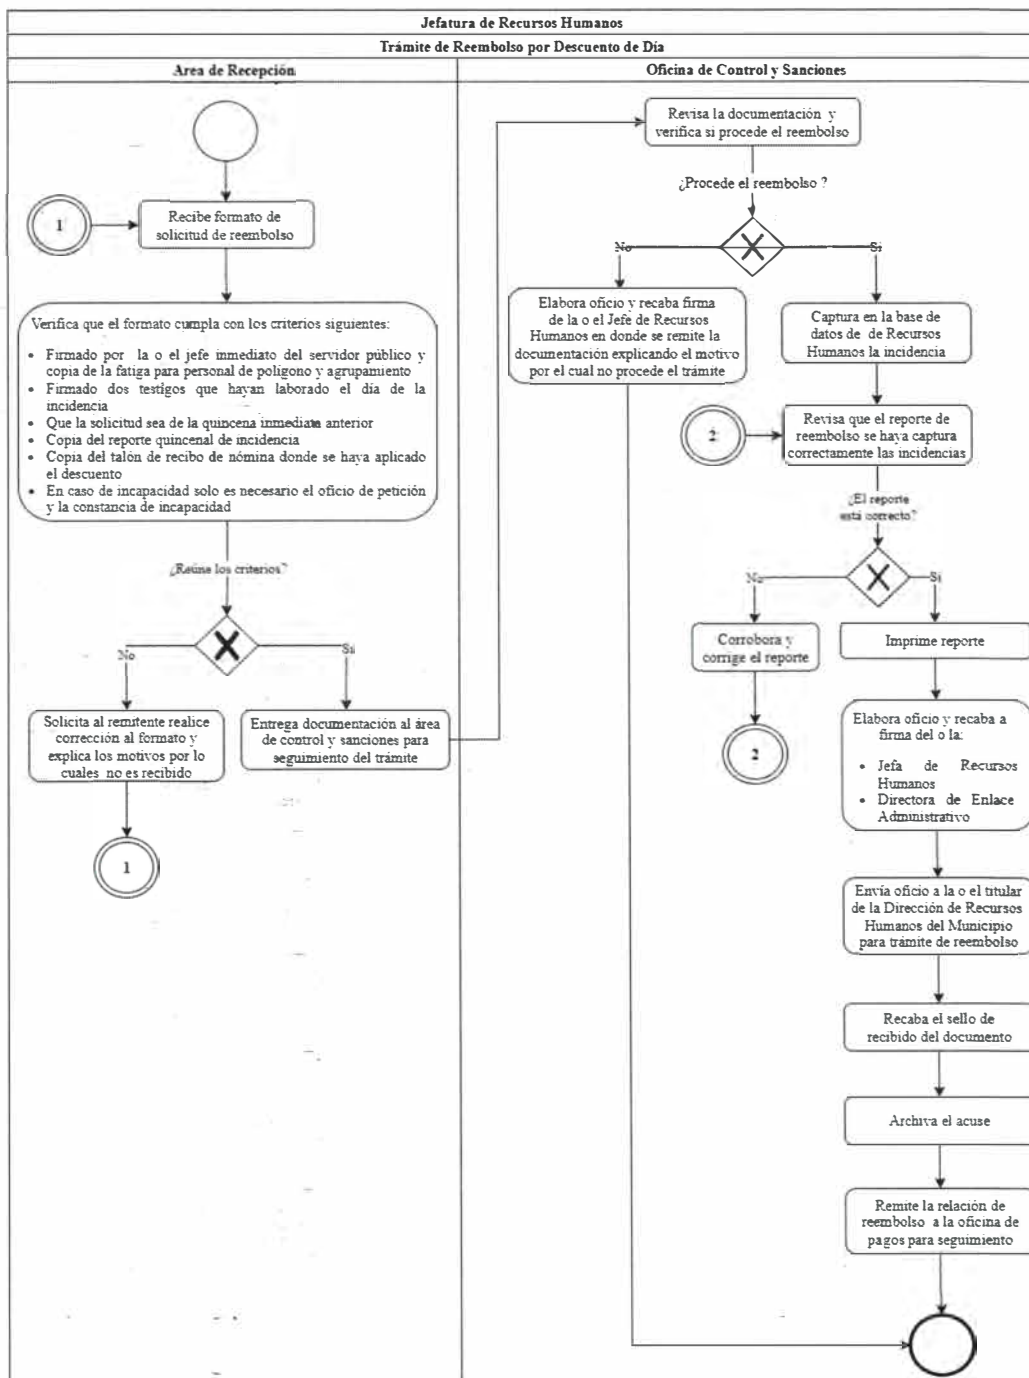 Jefatura de Recursos Humanos
Trámite de Reembolso por Descuento de Día
Area de Recepción
1
Recibe formato de
solicitud de reembolso
Verifica que el formato cumpla con los criterios siguientes:
• Firmado por la o el jefe inmediato del servidor público y
copia de la fatiga para personal de polígono y agrupamiento
• Firmado dos testigos que hayan laborado el día de la
incidencia
• Que la solicitud sea de la quincena inmediata anterior
• Copia del reporte quincenal de incidencia
• Copia del talón de recibo de nómina donde se haya aplicado
el descuento
• En caso de incapacidad solo es necesario el oficio de petición
y la constancia de incapacidad
¿Reúne los criterios?
No
Si
Solicita al remitente realice
corrección al formato y
explica los motivos por lo
cuales no es recibido
Entrega documentación al área
de control y sanciones para
seguimiento del trámite
1
Oficina de Control y Sanciones
Revisa la documentación y
verifica si procede el reembolso
¿Procede el reembolso ?
No
Si
Elabora oficio y recaba firma
de la o el Jefe de Recursos
Humanos en donde se remite la
documentación explicando el motivo
por el cual no procede el trámite
Captura en la base de
datos de de Recursos
Humanos la incidencia
2
Revisa que el reporte de
reembolso se haya captura
correctamente las incidencias
¿El reporte
está correcto?
No
Si
Corrobora y
corrige el reporte
Imprime reporte
2
Elabora oficio y recaba a
firma del o la:
• Jefa de Recursos
Humanos
• Directora de Enlace
Administrativo
Envía oficio a la o el titular
de la Dirección de Recursos
Humanos del Municipio
para trámite de reembolso
Recaba el sello de
recibido del documento
Archiva el acuse
Remite la relación de
reembolso a la oficina de
pagos para seguimiento